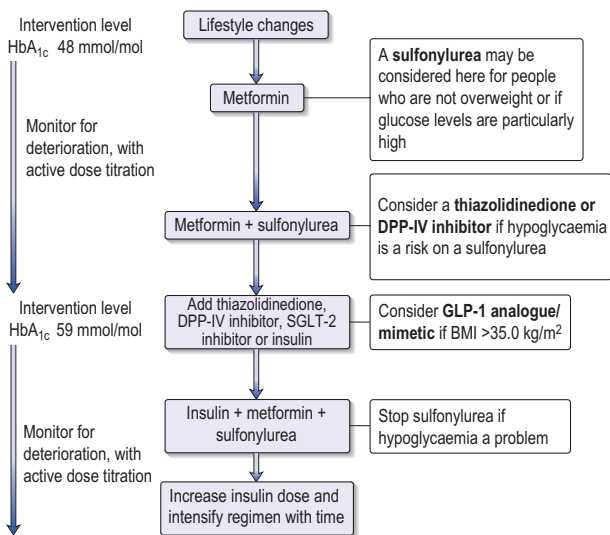 Intervention level
HbA1c 48 mmol/mol
Lifestyle changes
Metformin
A sulfonylurea may be
considered here for people
who are not overweight or if
glucose levels are particularly
high
Monitor for
deterioration, with
active dose titration
Metformin + sulfonylurea
Consider a thiazolidinedione or
DPP-IV inhibitor if hypoglycaemia
is a risk on a sulfonylurea
Intervention level
HbA1c 59 mmol/mol
Add thiazolidinedione,
DPP-IV inhibitor, SGLT-2
inhibitor or insulin
Consider GLP-1 analogue/
mimetic if BMI >35.0 kg/m2
Monitor for
deterioration, with
active dose titration
Insulin + metformin +
sulfonylurea
Stop sulfonylurea if
hypoglycaemia a problem
Increase insulin dose and
intensify regimen with time